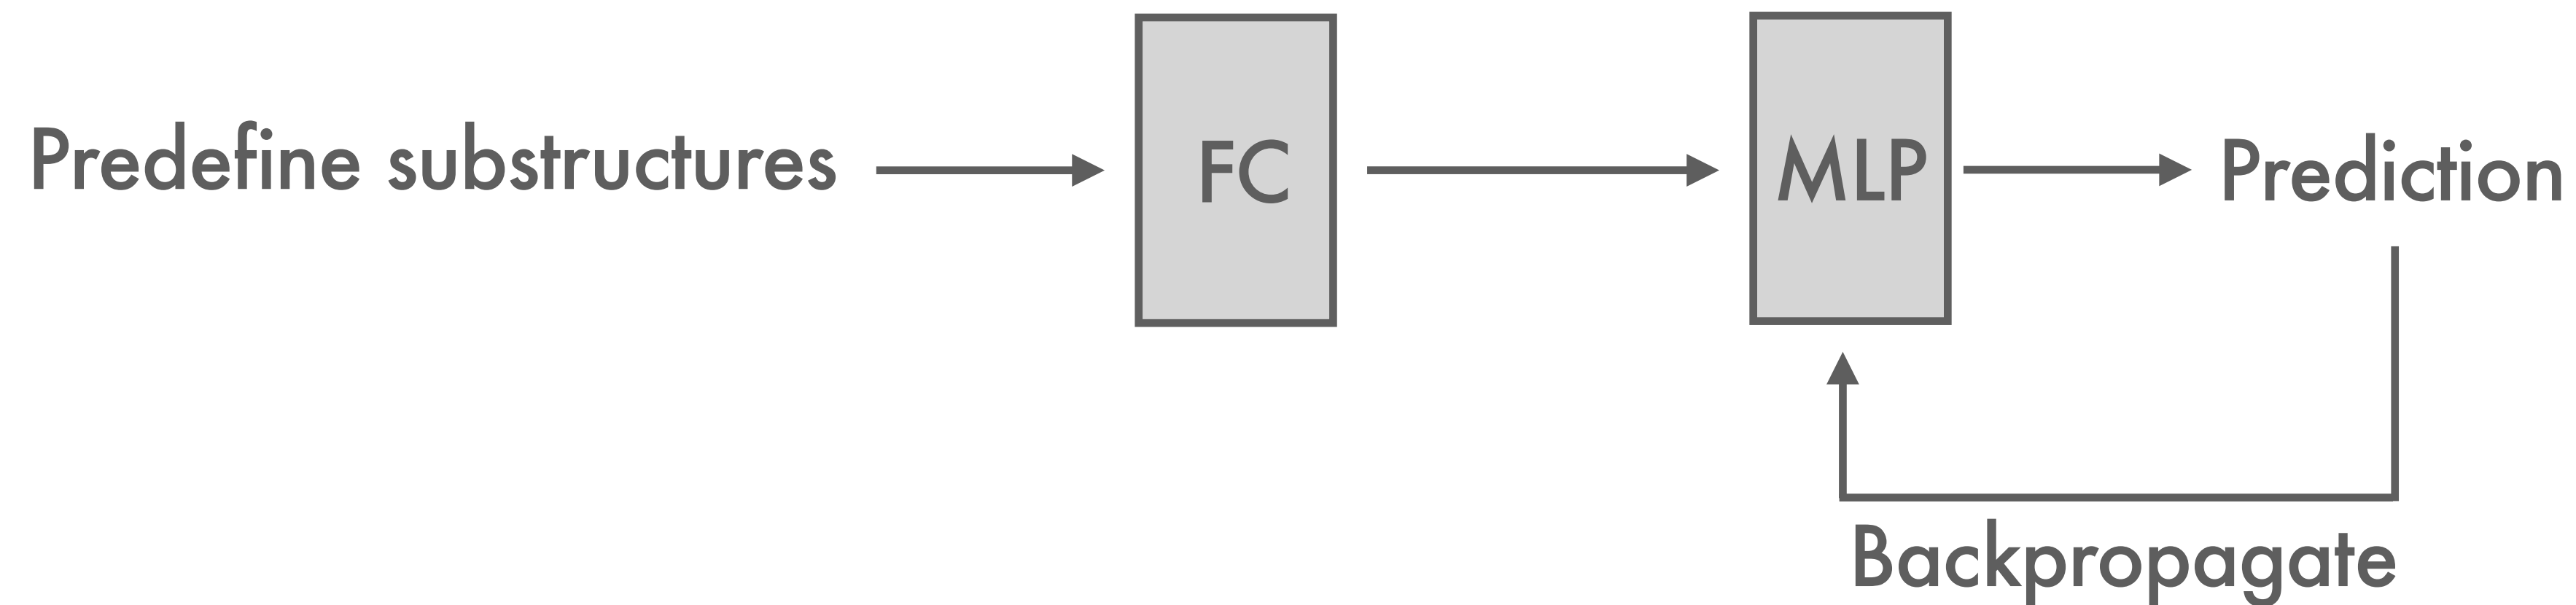 Predefine substructures
FC
MLP
Prediction
Backpropagate